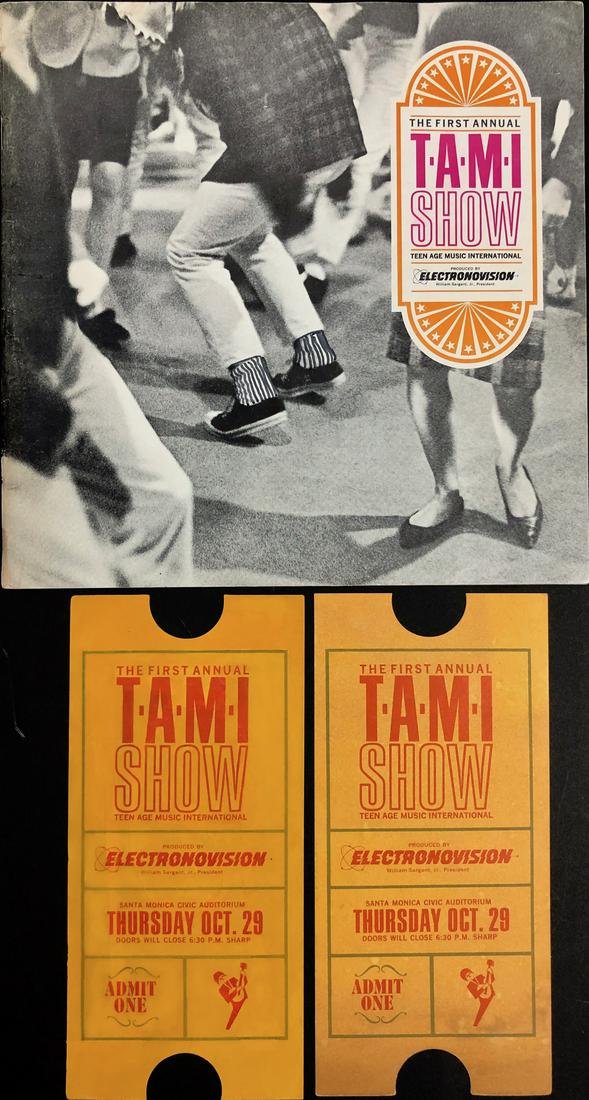 THE FIRST ANNUAL
T·A·M·I
SHOW
TEEN AGE MUSIC INTERNATIONAL
PRODUCED BY
ELECTRONOVISION
William Sargent, Jr., President
THE FIRST ANNUAL
T·A·M·I
SHOW
TEEN AGE MUSIC INTERNATIONAL
PRODUCED BY
ELECTRONOVISION
William Sargent, Jr., President
SANTA MONICA CIVIC AUDITORIUM
THURSDAY OCT. 29
DOORS WILL CLOSE 6:30 P.M. SHARP
ADMIT
ONE
THE FIRST ANNUAL
T·A·M·I
SHOW
TEEN AGE MUSIC INTERNATIONAL
PRODUCED BY
ELECTRONOVISION
William Sargent, Jr., President
SANTA MONICA CIVIC AUDITORIUM
THURSDAY OCT. 29
DOORS WILL CLOSE 6:30 P.M. SHARP
ADMIT
ONE